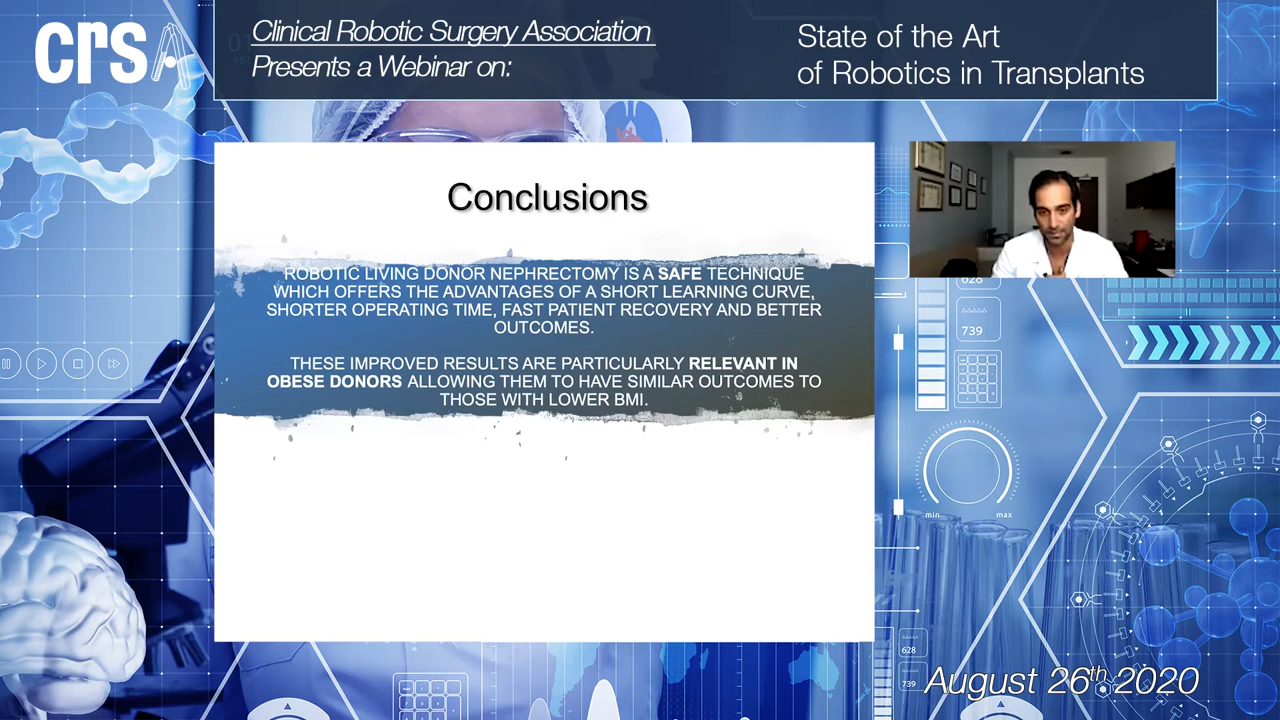 crsA
Clinical Robotic Surgery Association
Presents a Webinar on:
State of the Art
of Robotics in Transplants
Conclusions
ROBOTIC LIVING DONOR NEPHRECTOMY IS A SAFE TECHNIQUE
WHICH OFFERS THE ADVANTAGES OF A SHORT LEARNING CURVE,
SHORTER OPERATING TIME, FAST PATIENT RECOVERY AND BETTER
OUTCOMES.
THESE IMPROVED RESULTS ARE PARTICULARLY RELEVANT IN
OBESE DONORS ALLOWING THEM TO HAVE SIMILAR OUTCOMES TO
THOSE WITH LOWER BMI.
628
739
min max
628
739
August 26th 2020